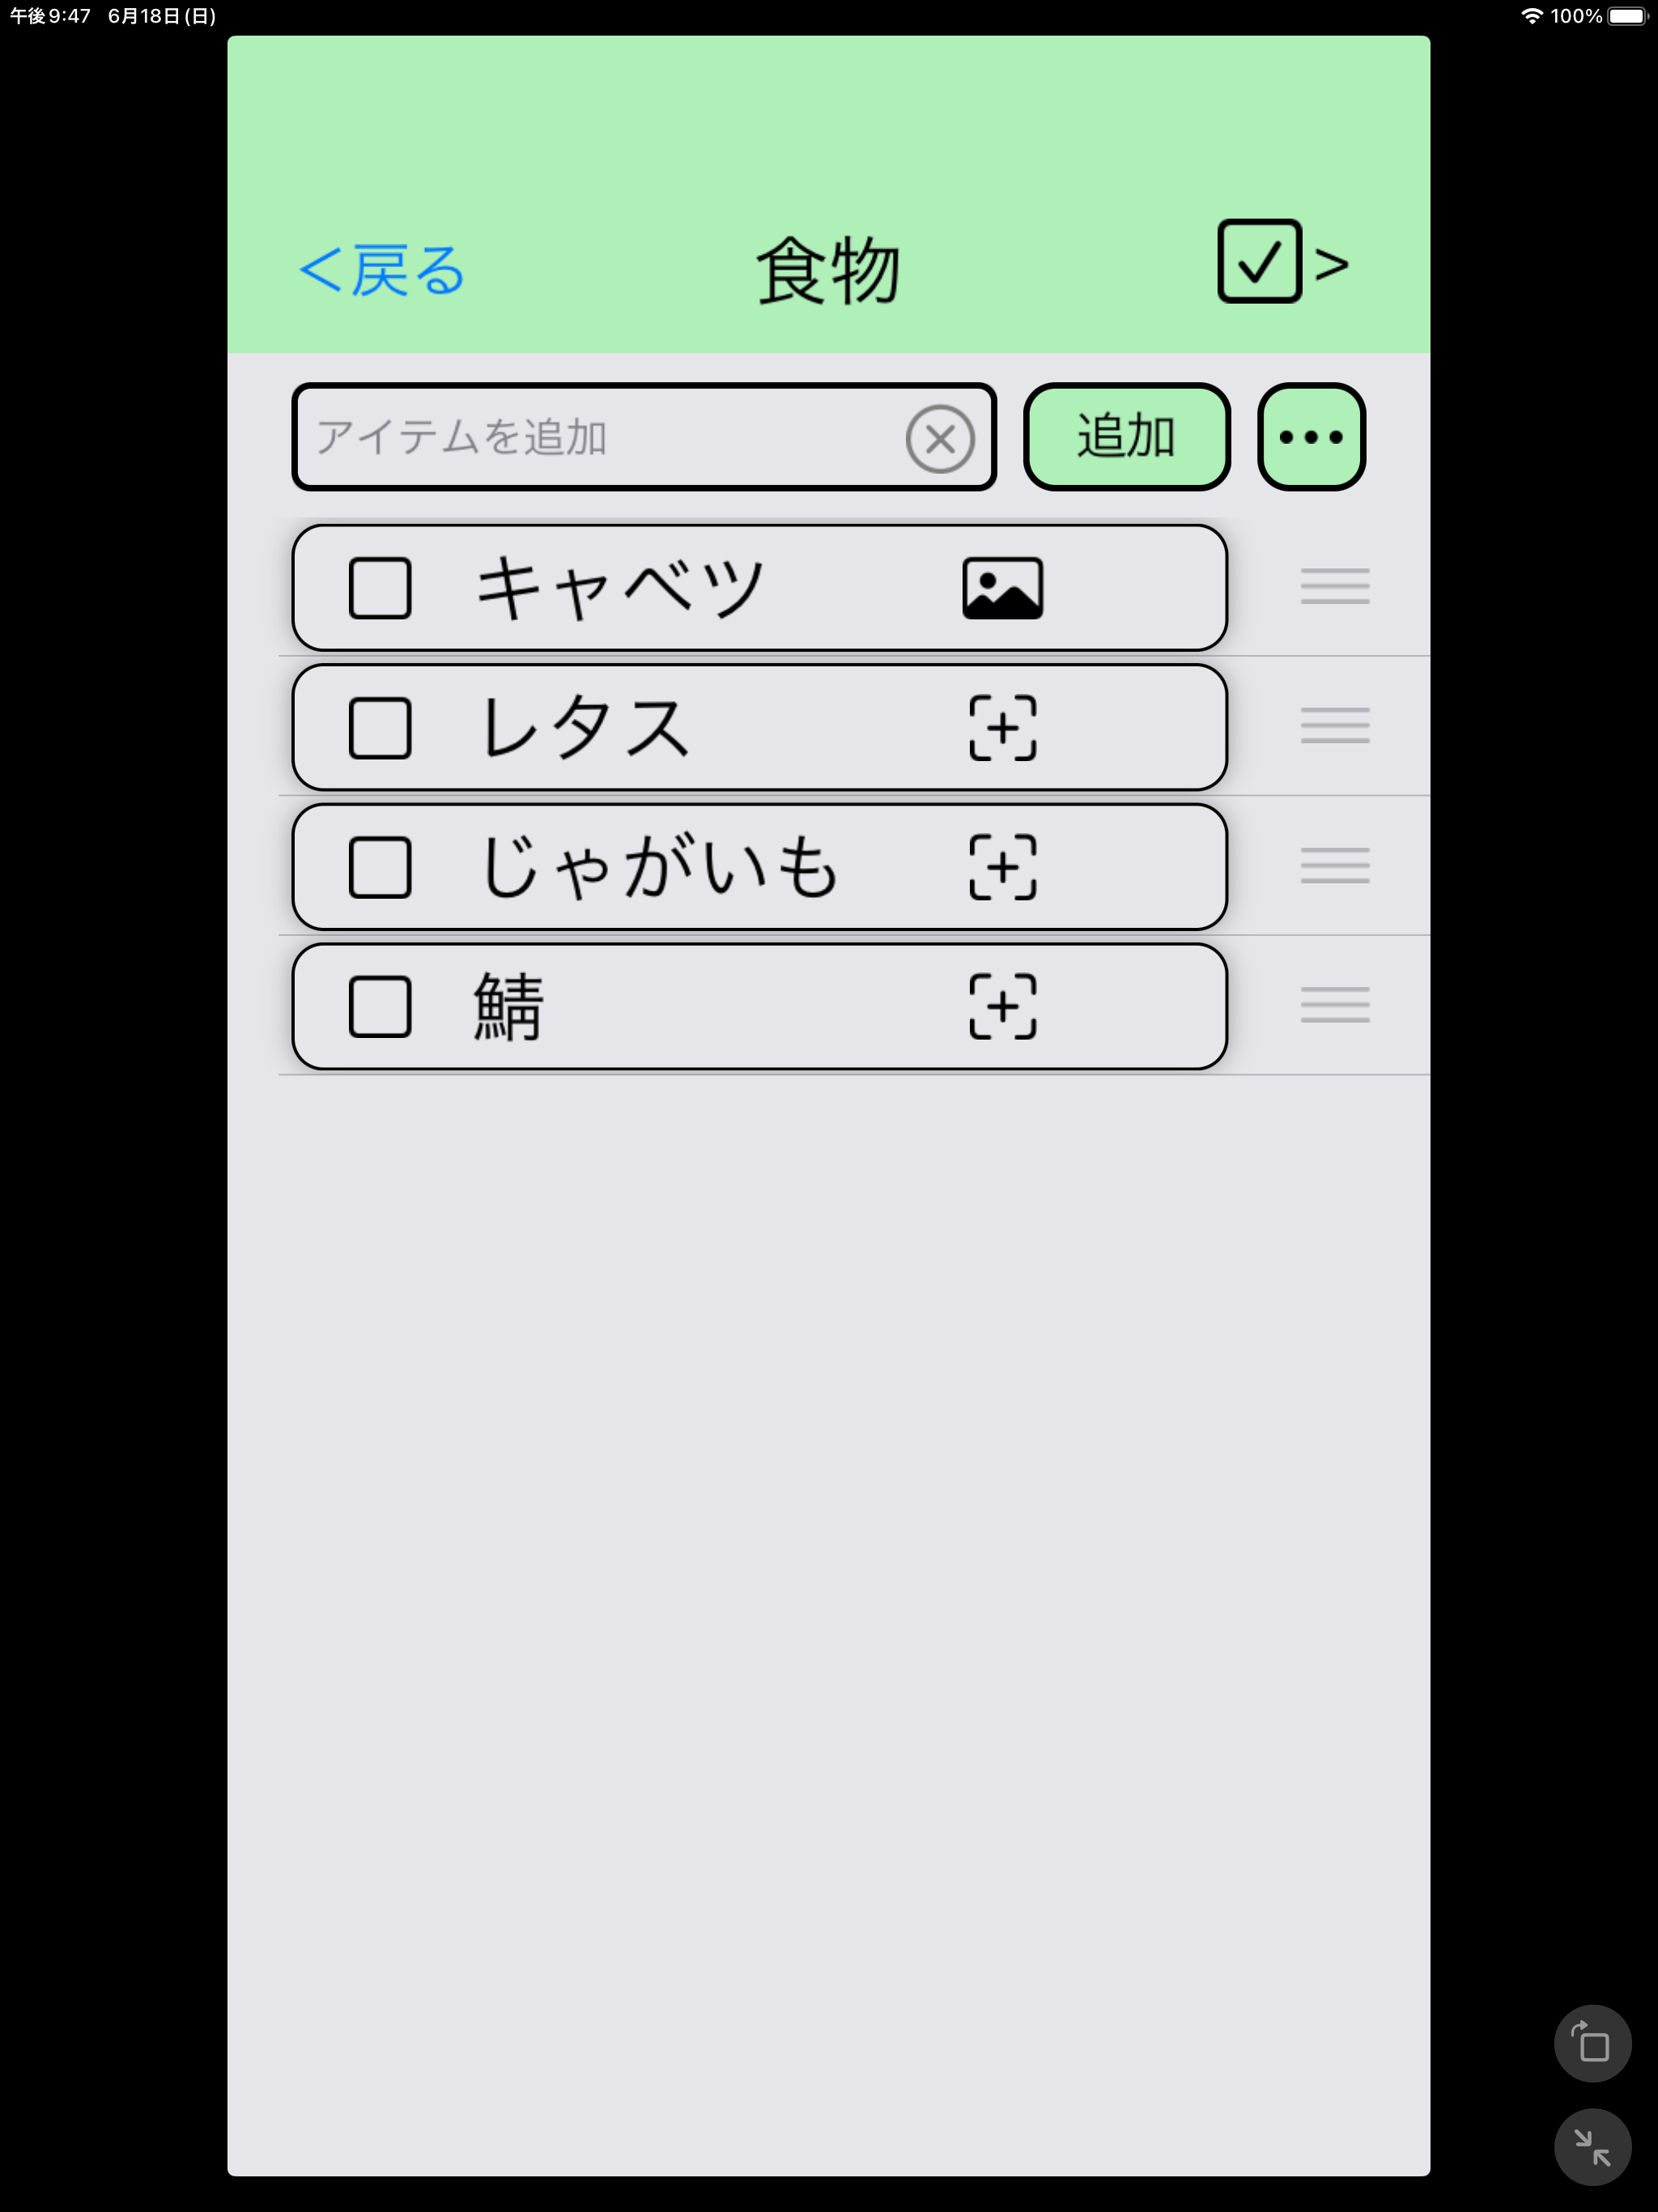 午後9:47 6月18日(日) 100%
<戻る 食物 >
アイテムを追加 追加
キャベツ
レタス
じゃがいも
鯖